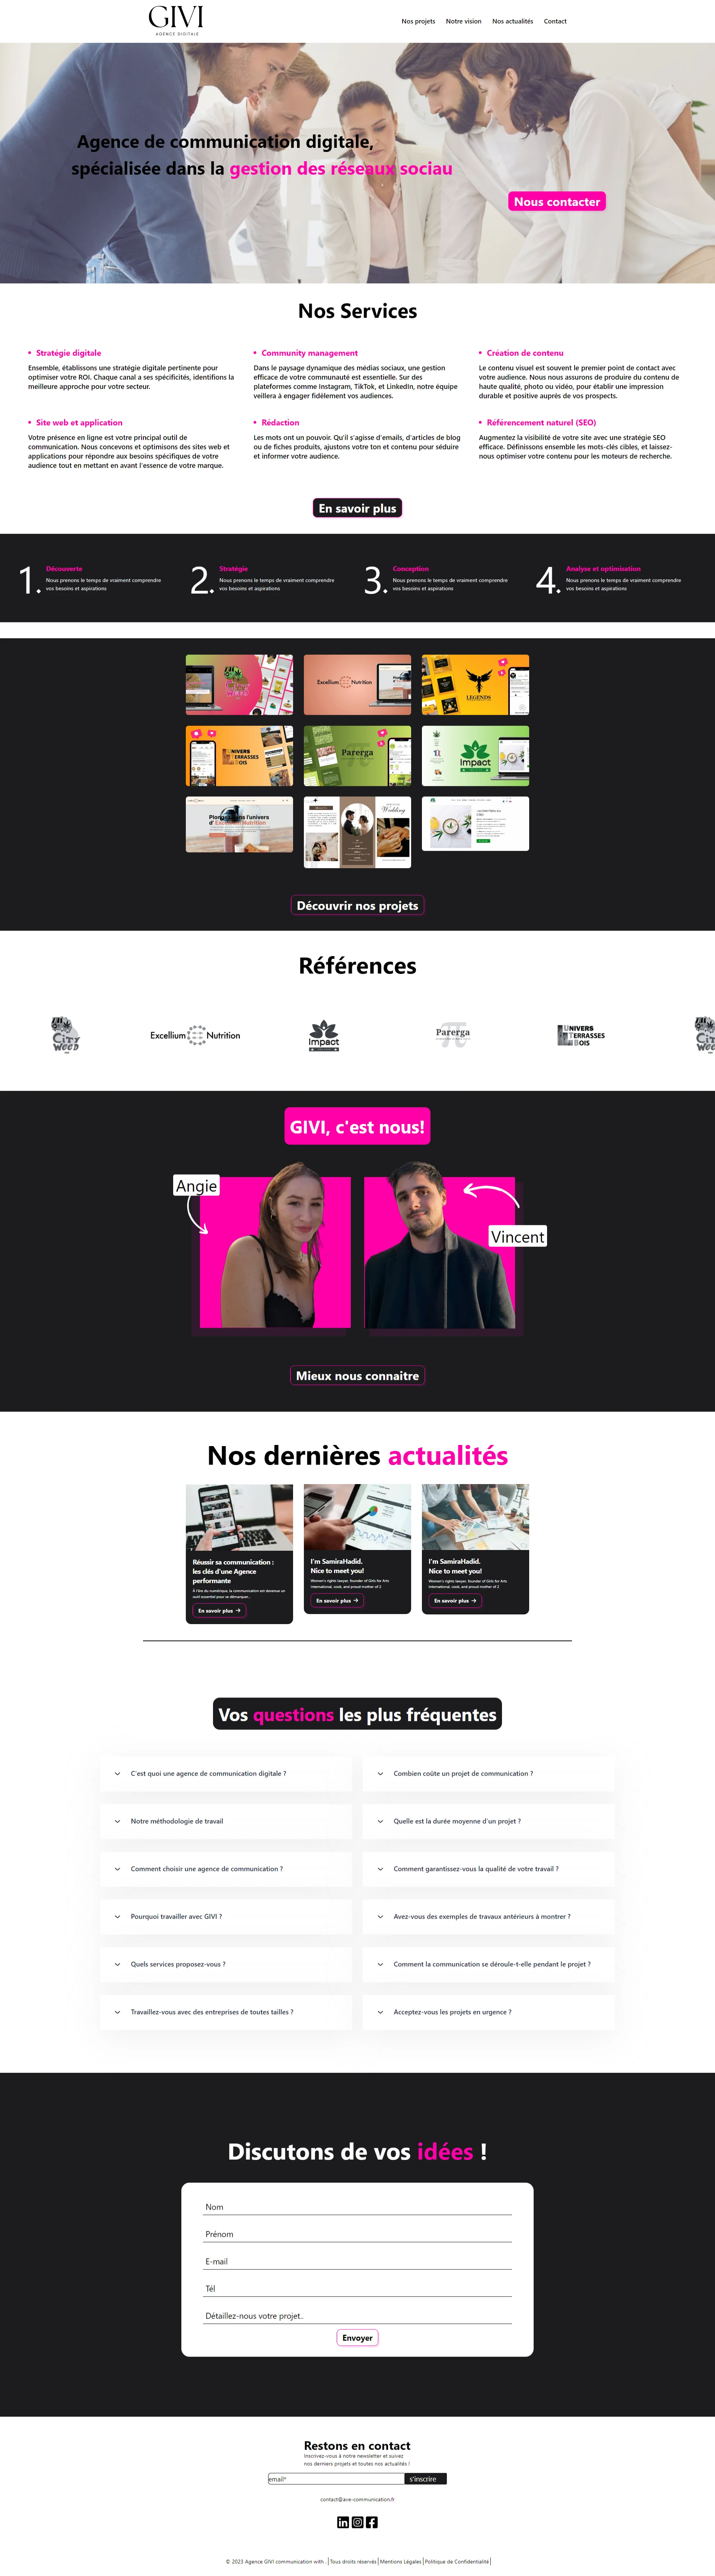 GIVI
AGENCE DIGITALE
Nos projets
Notre vision
Nos actualités
Contact
Agence de communication digitale,
spécialisée dans la gestion des réseaux sociau
Nous contacter
Nos Services
Stratégie digitale
Ensemble, établissons une stratégie digitale pertinente pour
optimiser votre ROI. Chaque canal a ses spécificités, identifions la
meilleure approche pour votre secteur.
Community management
Dans le paysage dynamique des médias sociaux, une gestion
efficace de votre communauté est essentielle. Sur des
plateformes comme Instagram, TikTok, et LinkedIn, notre équipe
veillera à engager fidèlement vos audiences.
Création de contenu
Le contenu visuel est souvent le premier point de contact avec
votre audience. Nous nous assurons de produire du contenu de
haute qualité, photo ou vidéo, pour établir une impression
durable et positive auprès de vos prospects.
Site web et application
Votre présence en ligne est votre principal outil de
communication. Nous concevons et optimisons des sites web et
applications pour répondre aux besoins spécifiques de votre
audience tout en mettant en avant l'essence de votre marque.
Rédaction
Les mots ont un pouvoir. Qu'il s'agisse d'emails, d'articles de blog
ou de fiches produits, ajustons votre ton et contenu pour séduire
et informer votre audience.
Référencement naturel (SEO)
Augmentez la visibilité de votre site avec une stratégie SEO
efficace. Définissons ensemble les mots-clés cibles, et laissez-
nous optimiser votre contenu pour les moteurs de recherche.
En savoir plus
1.
Découverte
Nous prenons le temps de vraiment comprendre
vos besoins et aspirations
2.
Stratégie
Nous prenons le temps de vraiment comprendre
vos besoins et aspirations
3.
Conception
Nous prenons le temps de vraiment comprendre
vos besoins et aspirations
4.
Analyse et optimisation
Nous prenons le temps de vraiment comprendre
vos besoins et aspirations
City
WEED
Excellium Nutrition
LEGENDS
UNIVERS
TERRASSES
BOIS
Parerga
Impact
Plongez dans l'univers
d'Excellium Nutrition
Wedding
Découvrir nos projets
Références
City
WEED
Excellium Nutrition
Impact
Parerga
UNIVERS
TERRASSES
BOIS
City
WEED
GIVI, c'est nous!
Angie
Vincent
Mieux nous connaitre
Nos dernières actualités
Réussir sa communication :
les clés d'une Agence
performante
À l'ère du numérique, la communication est devenue un
outil essentiel pour se démarquer...
En savoir plus →
I'm SamiraHadid.
Nice to meet you!
Women's rights lawyer, founder of Girls for Arts
International, cook, and proud mother of 2
En savoir plus →
I'm SamiraHadid.
Nice to meet you!
Women's rights lawyer, founder of Girls for Arts
International, cook, and proud mother of 2
En savoir plus →
Vos questions les plus fréquentes
C'est quoi une agence de communication digitale ?
Combien coûte un projet de communication ?
Notre méthodologie de travail
Quelle est la durée moyenne d'un projet ?
Comment choisir une agence de communication ?
Comment garantissez-vous la qualité de votre travail ?
Pourquoi travailler avec GIVI ?
Avez-vous des exemples de travaux antérieurs à montrer ?
Quels services proposez-vous ?
Comment la communication se déroule-t-elle pendant le projet ?
Travaillez-vous avec des entreprises de toutes tailles ?
Acceptez-vous les projets en urgence ?
Discutons de vos idées !
Nom
Prénom
E-mail
Tél
Détaillez-nous votre projet..
Envoyer
Restons en contact
Inscrivez-vous à notre newsletter et suivez
nos derniers projets et toutes nos actualités !
email*
s'inscrire
contact@axe-communication.fr
© 2023 Agence GIVI communication with . | Tous droits réservés | Mentions Légales | Politique de Confidentialité |